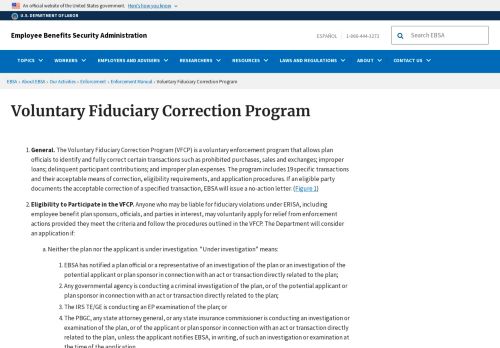 An official website of the United States government. Here's how you know
U.S. DEPARTMENT OF LABOR
Employee Benefits Security Administration
ESPAÑOL | 1-866-444-3272
Search EBSA
TOPICS WORKERS EMPLOYERS AND ADVISERS RESEARCHERS RESOURCES LAWS AND REGULATIONS ABOUT CONTACT US
EBSA › About EBSA › Our Activities › Enforcement › Enforcement Manual › Voluntary Fiduciary Correction Program
Voluntary Fiduciary Correction Program
1. General. The Voluntary Fiduciary Correction Program (VFCP) is a voluntary enforcement program that allows plan
officials to identify and fully correct certain transactions such as prohibited purchases, sales and exchanges; improper
loans; delinquent participant contributions; and improper plan expenses. The program includes 19 specific transactions
and their acceptable means of correction, eligibility requirements, and application procedures. If an eligible party
documents the acceptable correction of a specified transaction, EBSA will issue a no-action letter. (Figure 1)
2. Eligibility to Participate in the VFCP. Anyone who may be liable for fiduciary violations under ERISA, including
employee benefit plan sponsors, officials, and parties in interest, may voluntarily apply for relief from enforcement
actions provided they meet the criteria and follow the procedures outlined in the VFCP. The Department will consider
an application if:
a. Neither the plan nor the applicant is under investigation. "Under investigation" means:
1. EBSA has notified a plan official or a representative of an investigation of the plan or an investigation of the
potential applicant or plan sponsor in connection with an act or transaction directly related to the plan;
2. Any governmental agency is conducting a criminal investigation of the plan, or of the potential applicant or
plan sponsor in connection with an act or transaction directly related to the plan;
3. The IRS TE/GE is conducting an EP examination of the plan; or
4. The PBGC, any state attorney general, or any state insurance commissioner is conducting an investigation or
examination of the plan, or of the applicant or plan sponsor in connection with an act or transaction directly
related to the plan, unless the applicant notifies EBSA, in writing, of such an investigation or examination at
the time of the application.